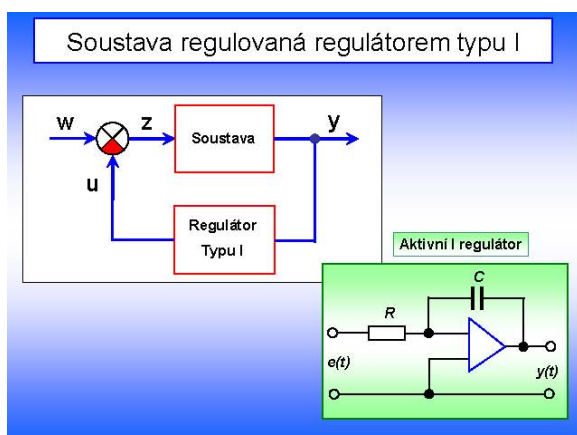 Soustava regulovaná regulátorem typu I
w
z
Soustava
y
u
Regulátor
Typu I
Aktivní I regulátor
C
R
e(t)
y(t)